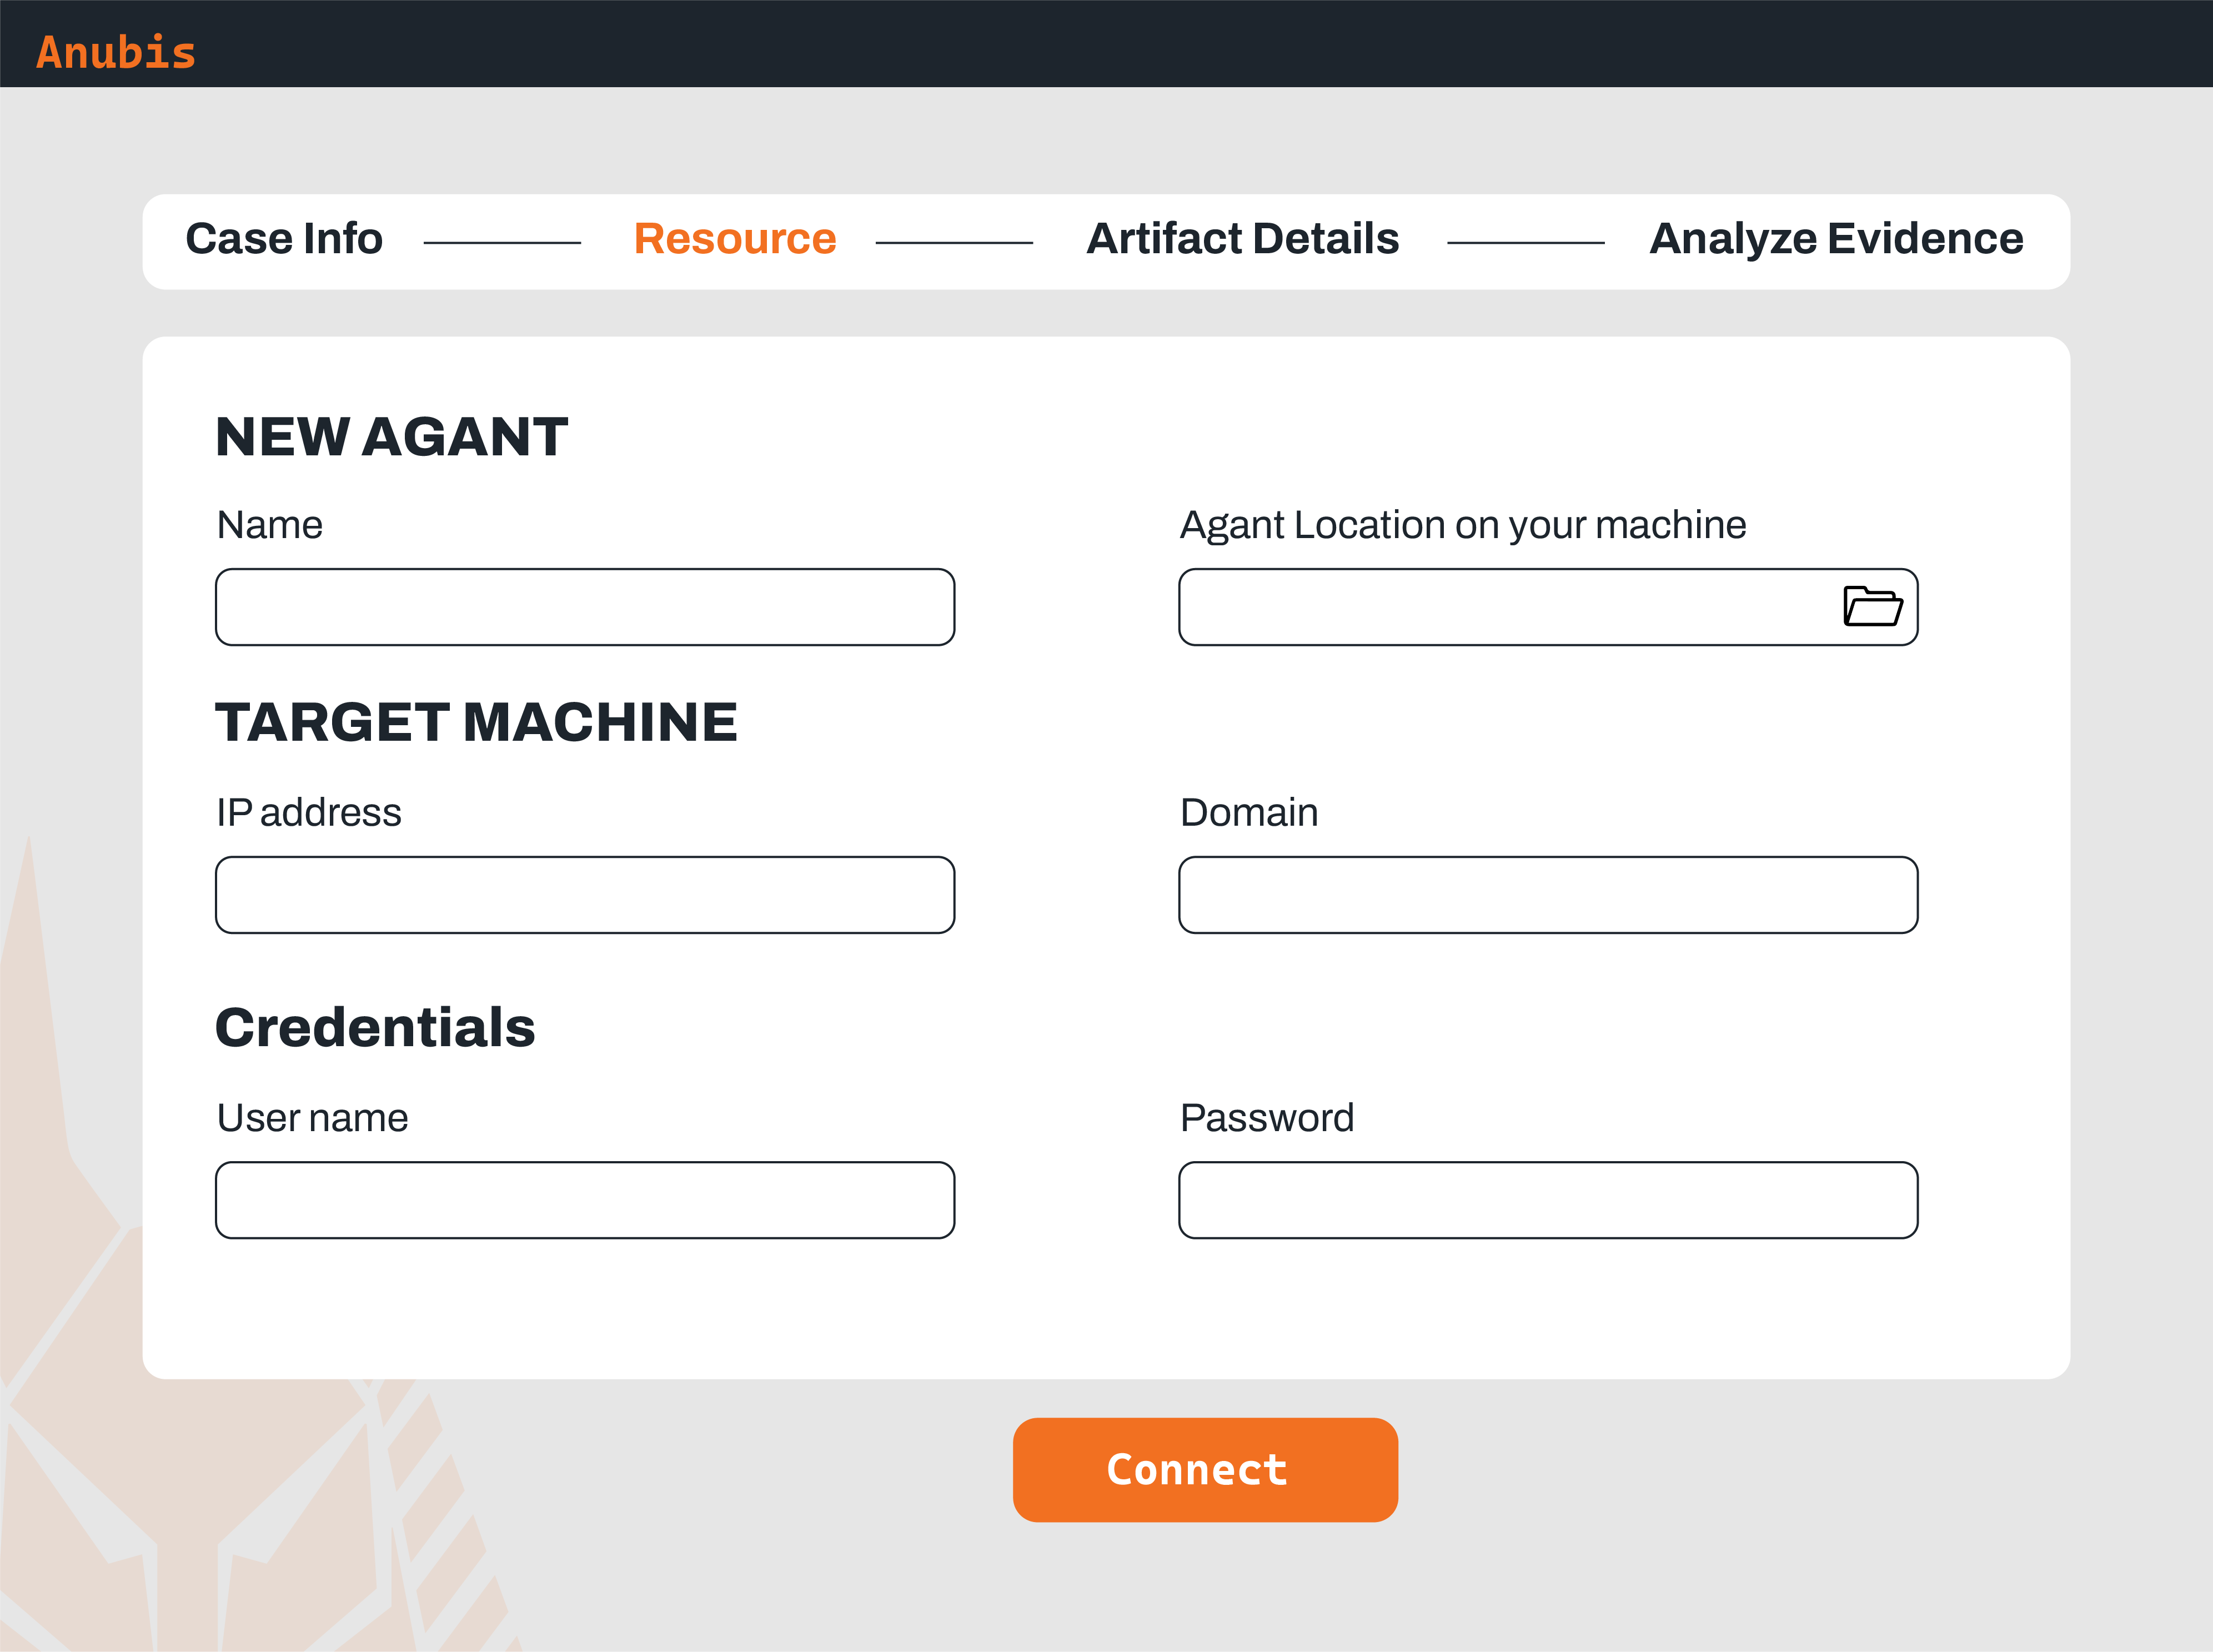 Anubis
Case Info Resource Artifact Details Analyze Evidence
NEW AGANT
Name Agant Location on your machine
TARGET MACHINE
IP address Domain
Credentials
User name Password
Connect